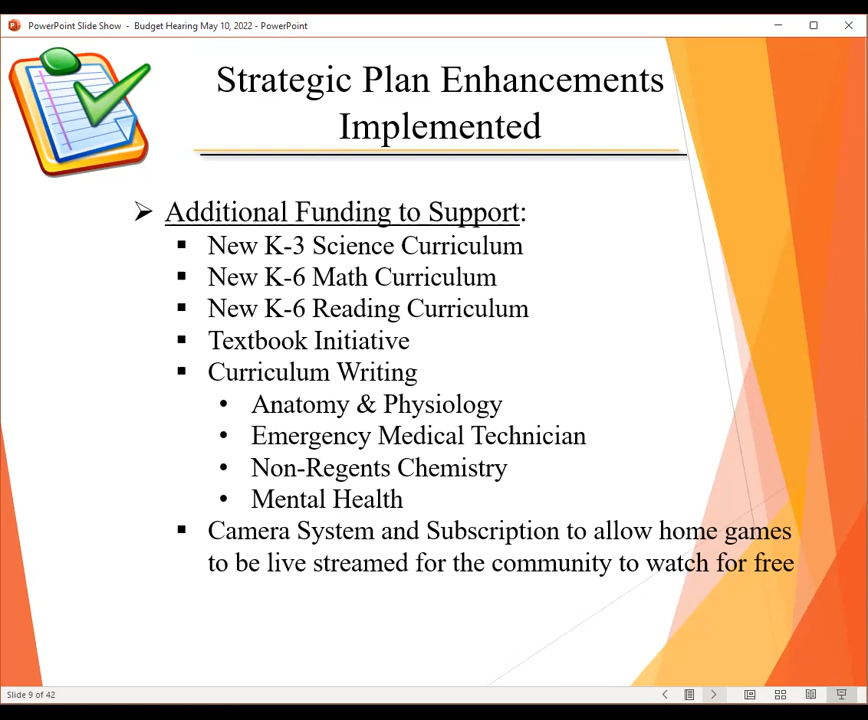 PowerPoint Slide Show - Budget Hearing May 10, 2022 - PowerPoint
Strategic Plan Enhancements
Implemented
Additional Funding to Support:
New K-3 Science Curriculum
New K-6 Math Curriculum
New K-6 Reading Curriculum
Textbook Initiative
Curriculum Writing
Anatomy & Physiology
Emergency Medical Technician
Non-Regents Chemistry
Mental Health
Camera System and Subscription to allow home games
to be live streamed for the community to watch for free
Slide 9 of 42